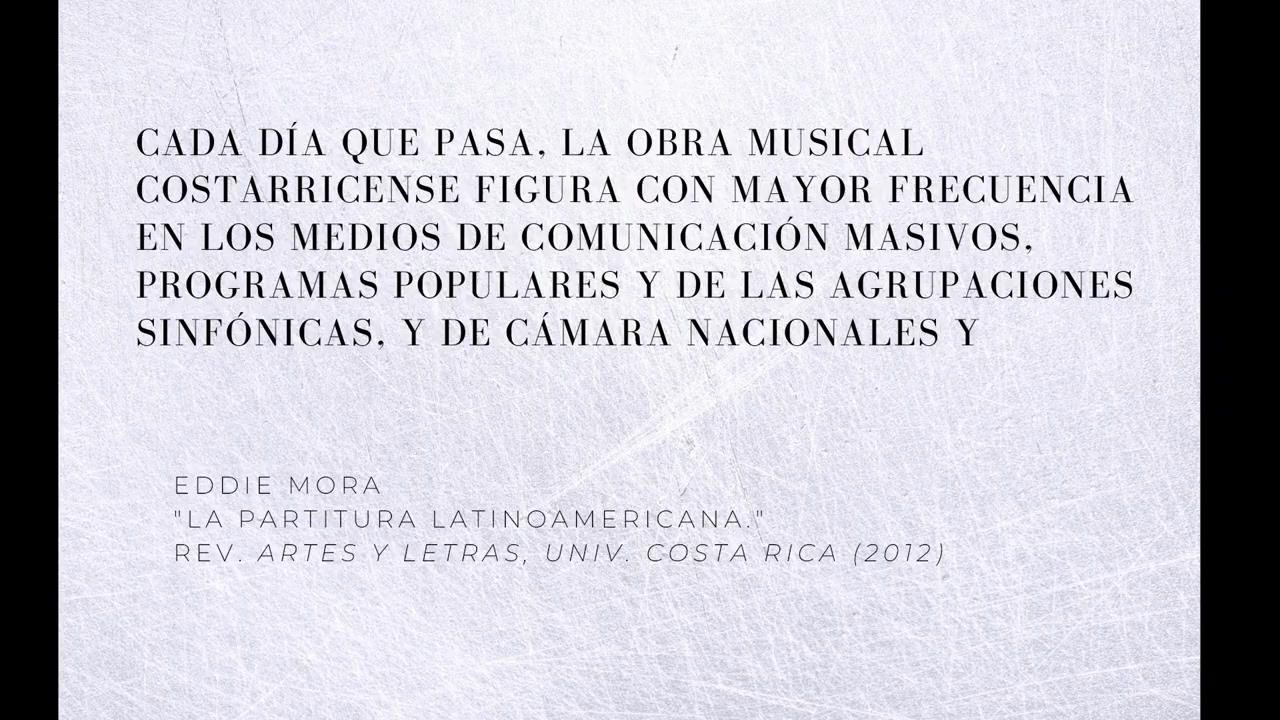 CADA DÍA QUE PASA, LA OBRA MUSICAL
COSTARRICENSE FIGURA CON MAYOR FRECUENCIA
EN LOS MEDIOS DE COMUNICACIÓN MASIVOS,
PROGRAMAS POPULARES Y DE LAS AGRUPACIONES
SINFÓNICAS, Y DE CÁMARA NACIONALES Y
EDDIE MORA
"LA PARTITURA LATINOAMERICANA."
REV. ARTES Y LETRAS, UNIV. COSTA RICA (2012)